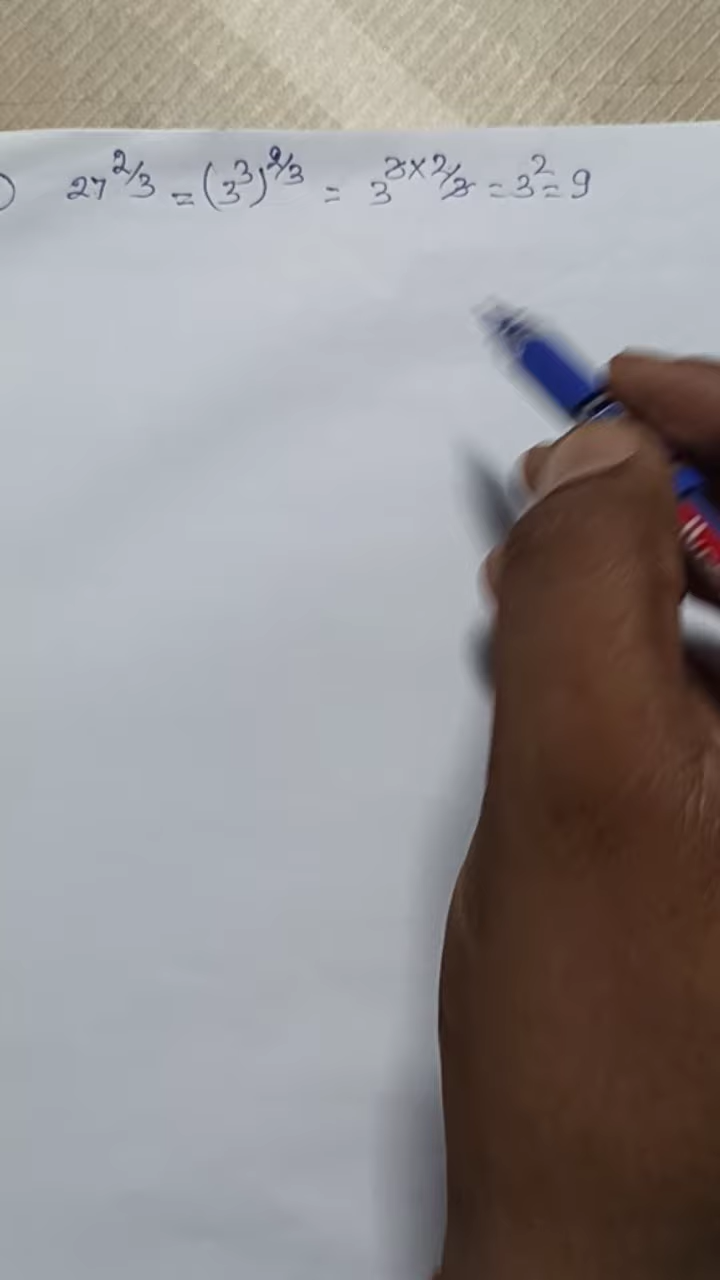 ) 27^2/3 = (3^3)^2/3 = 3^3×2/3 = 3^2 = 9